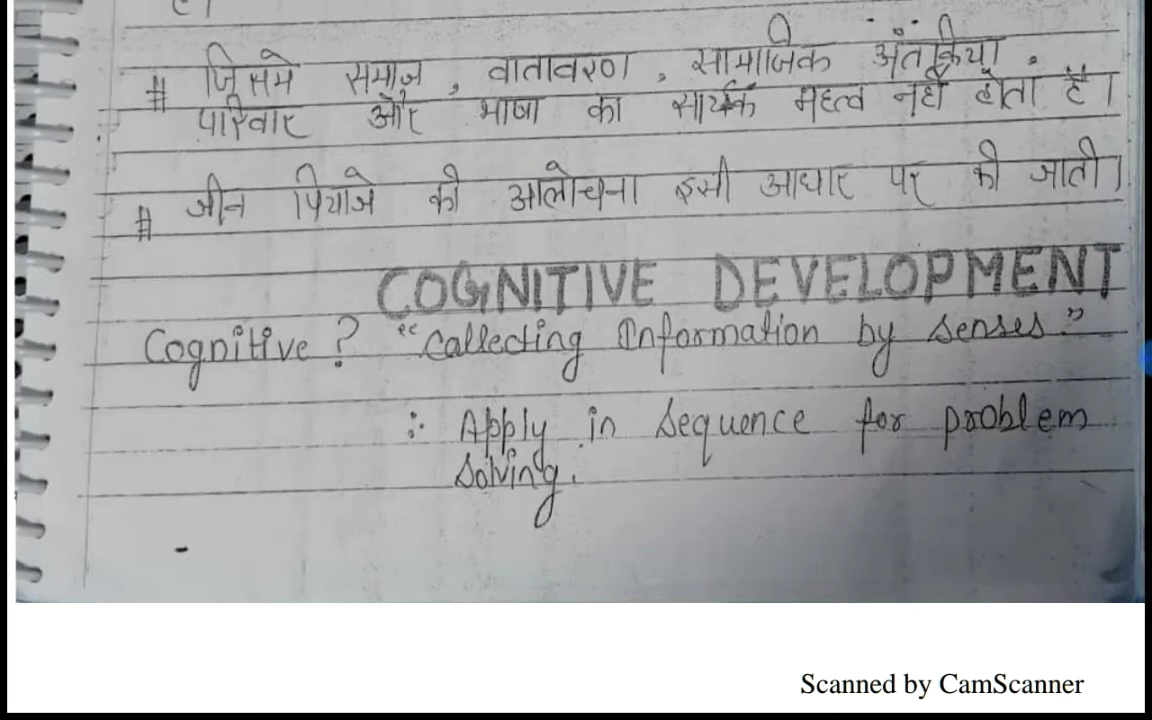 है।
# जिसमे समाज, वातावरण, सामाजिक अंतःक्रिया,
परिवार और भाषा का सार्थक महत्व नहीं होता है।
# जीन पियाजे की आलोचना इसी आधार पर की जाती।
COGNITIVE DEVELOPMENT
Cognitive? "Collecting Information by senses"
∴ Apply in sequence for problem
solving.
Scanned by CamScanner